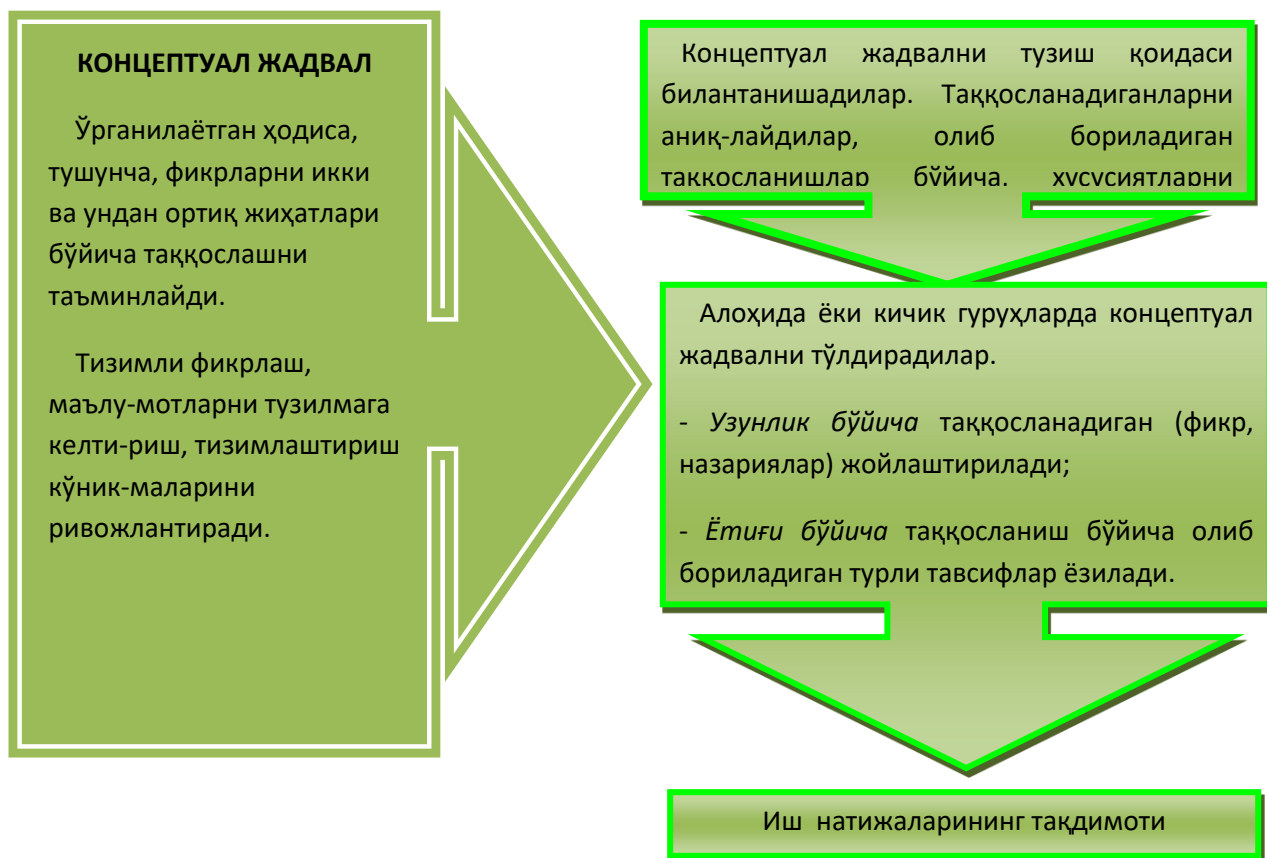 КОНЦЕПТУАЛ ЖАДВАЛ
Ўрганилаётган ҳодиса,
тушунча, фикрларни икки
ва ундан ортиқ жиҳатлари
бўйича таққослашни
таъминлайди.
Тизимли фикрлаш,
маълу-мотларни тузилмага
келти-риш, тизимлаштириш
кўник-маларини
ривожлантиради.
Концептуал жадвални тузиш қоидаси
билантанишадилар. Таққосланадиганларни
аниқ-лайдилар, олиб бориладиган
таққосланишлар бўйича, хусусиятларни
Алоҳида ёки кичик гуруҳларда концептуал
жадвални тўлдирадилар.
- Узунлик бўйича таққосланадиган (фикр,
назариялар) жойлаштирилади;
- Ётиғи бўйича таққосланиш бўйича олиб
бориладиган турли тавсифлар ёзилади.
Иш натижаларининг тақдимоти